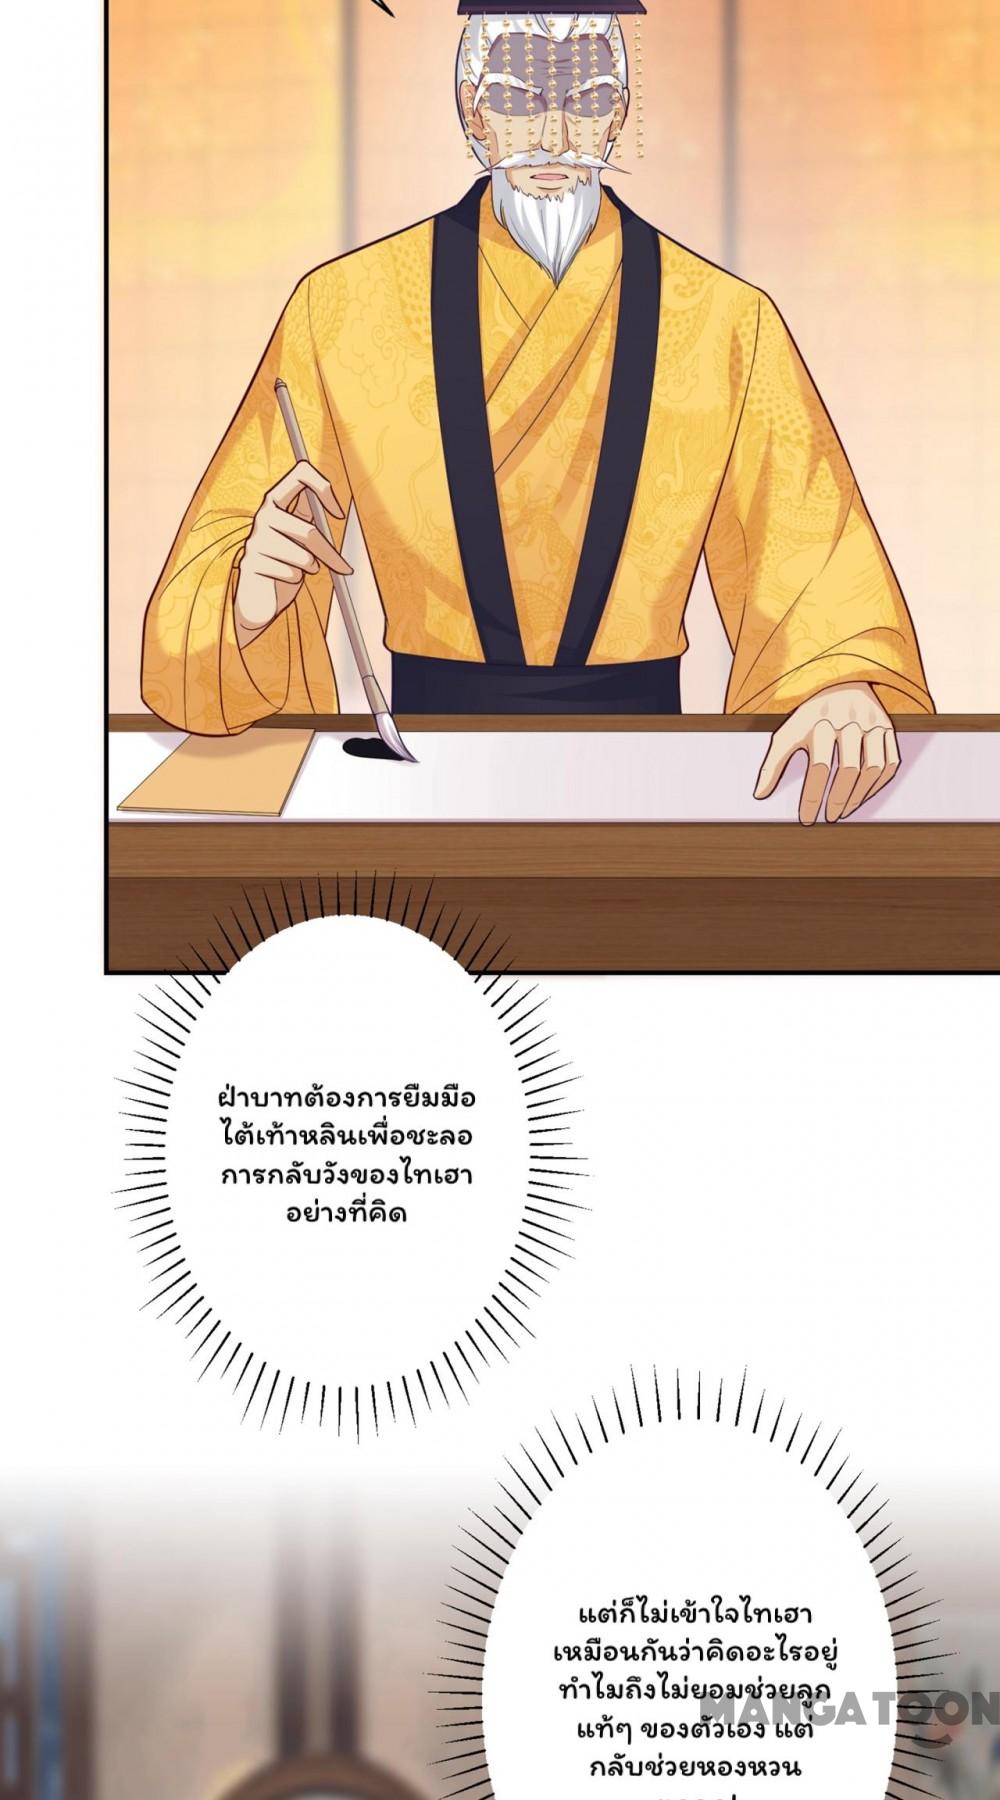 ฝ่าบาทต้องการยืมมือ
ไต้เท้าหลินเพื่อชะลอ
การกลับวังของไทเฮา
อย่างที่คิด
แต่ก็ไม่เข้าใจไทเฮา
เหมือนกันว่าคิดอะไรอยู่
ทำไมถึงไม่ยอมช่วยลูก
แท้ๆ ของตัวเอง แต่
กลับช่วยหองหวน
MANGATOON